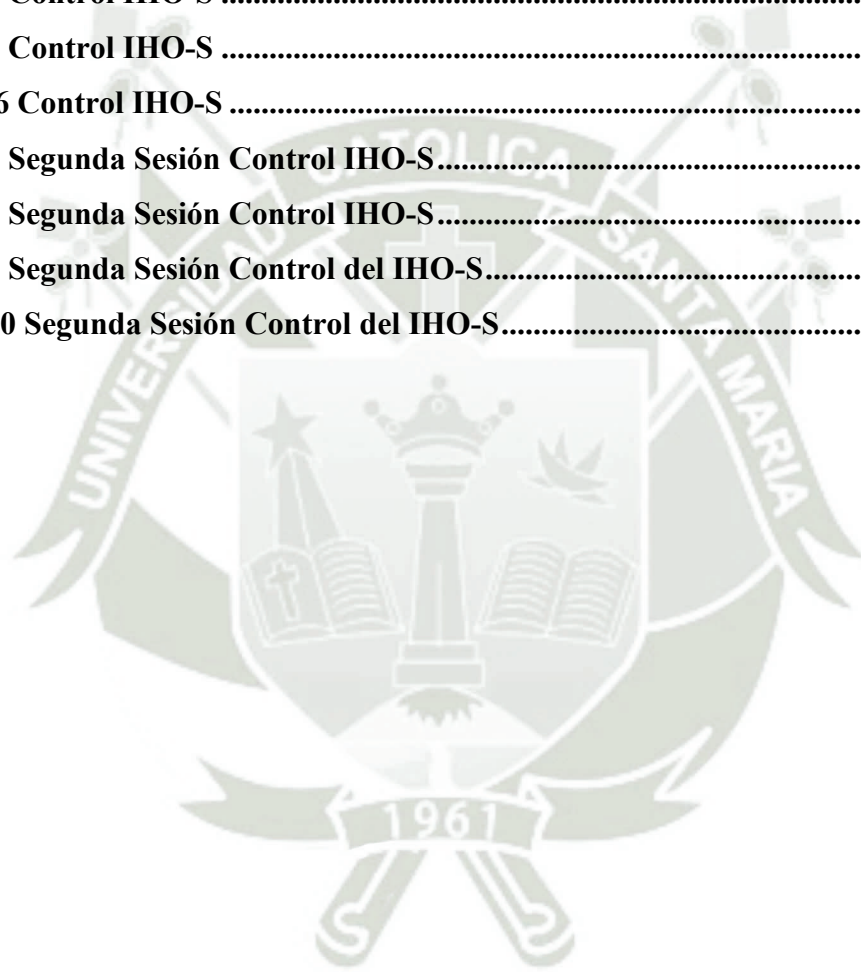 Control IHO-S ........................................................................................
Control IHO-S ........................................................................................
6 Control IHO-S .......................................................................................
Segunda Sesión Control IHO-S.....................................................
Segunda Sesión Control IHO-S.....................................................
Segunda Sesión Control del IHO-S...............................................
0 Segunda Sesión Control del IHO-S.............................................
UNIVERSIDAD CATOLICA SANTA MARIA
1961